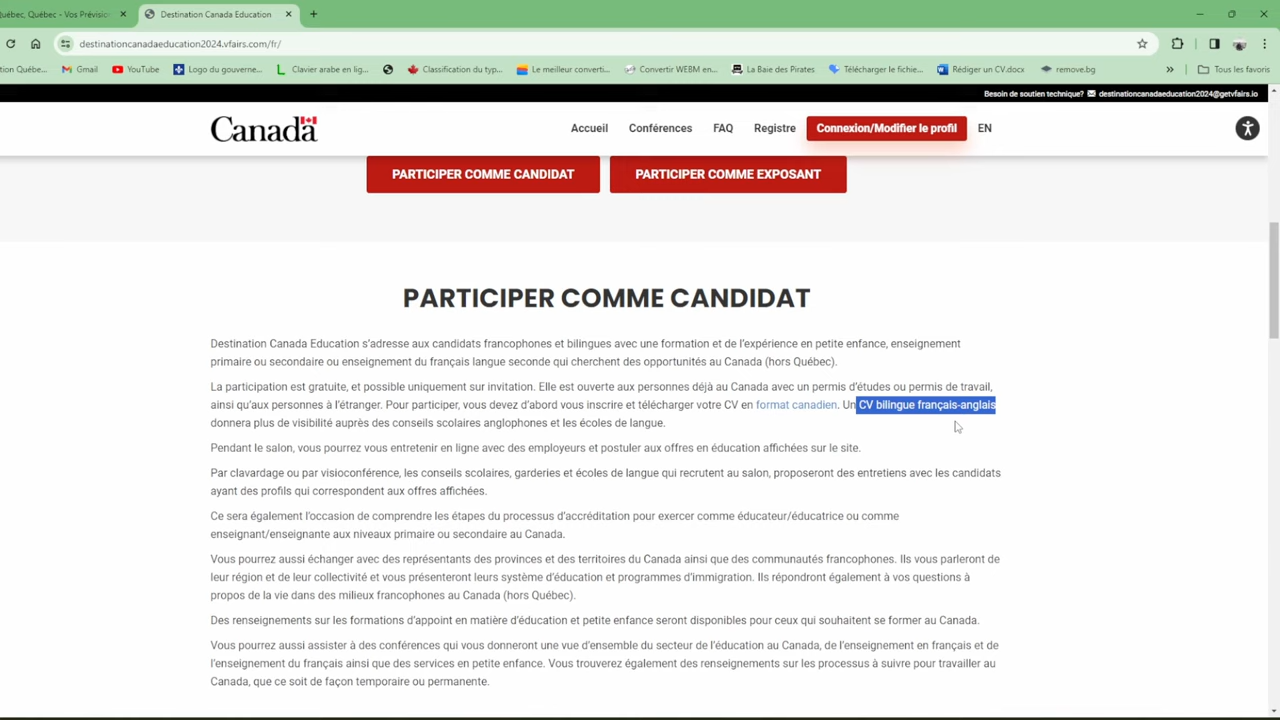 uébec, Québec - Vos Prévision
Destination Canada Education
destinationcanadaeducation2024.vfairs.com/fr/
tion Québe...
Gmail
YouTube
Logo du gouverne...
Clavier arabe en lig...
Classification du typ...
Le meilleur converti...
Convertir WEBM en...
La Baie des Pirates
Télécharger le fichie...
Rédiger un CV.docx
remove.bg
»
Tous les favoris
Besoin de soutien technique? destinationcanadaeducation2024@getvfairs.io
Canada
Accueil
Conférences
FAQ
Registre
Connexion/Modifier le profil
EN
PARTICIPER COMME CANDIDAT
PARTICIPER COMME EXPOSANT
PARTICIPER COMME CANDIDAT
Destination Canada Education s'adresse aux candidats francophones et bilingues avec une formation et de l'expérience en petite enfance, enseignement
primaire ou secondaire ou enseignement du français langue seconde qui cherchent des opportunités au Canada (hors Québec).
La participation est gratuite, et possible uniquement sur invitation. Elle est ouverte aux personnes déjà au Canada avec un permis d'études ou permis de travail,
ainsi qu'aux personnes à l'étranger. Pour participer, vous devez d'abord vous inscrire et télécharger votre CV en format canadien. Un CV bilingue français-anglais
donnera plus de visibilité auprès des conseils scolaires anglophones et les écoles de langue.
Pendant le salon, vous pourrez vous entretenir en ligne avec des employeurs et postuler aux offres en éducation affichées sur le site.
Par clavardage ou par visioconférence, les conseils scolaires, garderies et écoles de langue qui recrutent au salon, proposeront des entretiens avec les candidats
ayant des profils qui correspondent aux offres affichées.
Ce sera également l'occasion de comprendre les étapes du processus d'accréditation pour exercer comme éducateur/éducatrice ou comme
enseignant/enseignante aux niveaux primaire ou secondaire au Canada.
Vous pourrez aussi échanger avec des représentants des provinces et des territoires du Canada ainsi que des communautés francophones. Ils vous parleront de
leur région et de leur collectivité et vous présenteront leurs système d'éducation et programmes d'immigration. Ils répondront également à vos questions à
propos de la vie dans des milieux francophones au Canada (hors Québec).
Des renseignements sur les formations d'appoint en matière d'éducation et petite enfance seront disponibles pour ceux qui souhaitent se former au Canada.
Vous pourrez aussi assister à des conférences qui vous donneront une vue d'ensemble du secteur de l'éducation au Canada, de l'enseignement en français et de
l'enseignement du français ainsi que des services en petite enfance. Vous trouverez également des renseignements sur les processus à suivre pour travailler au
Canada, que ce soit de façon temporaire ou permanente.